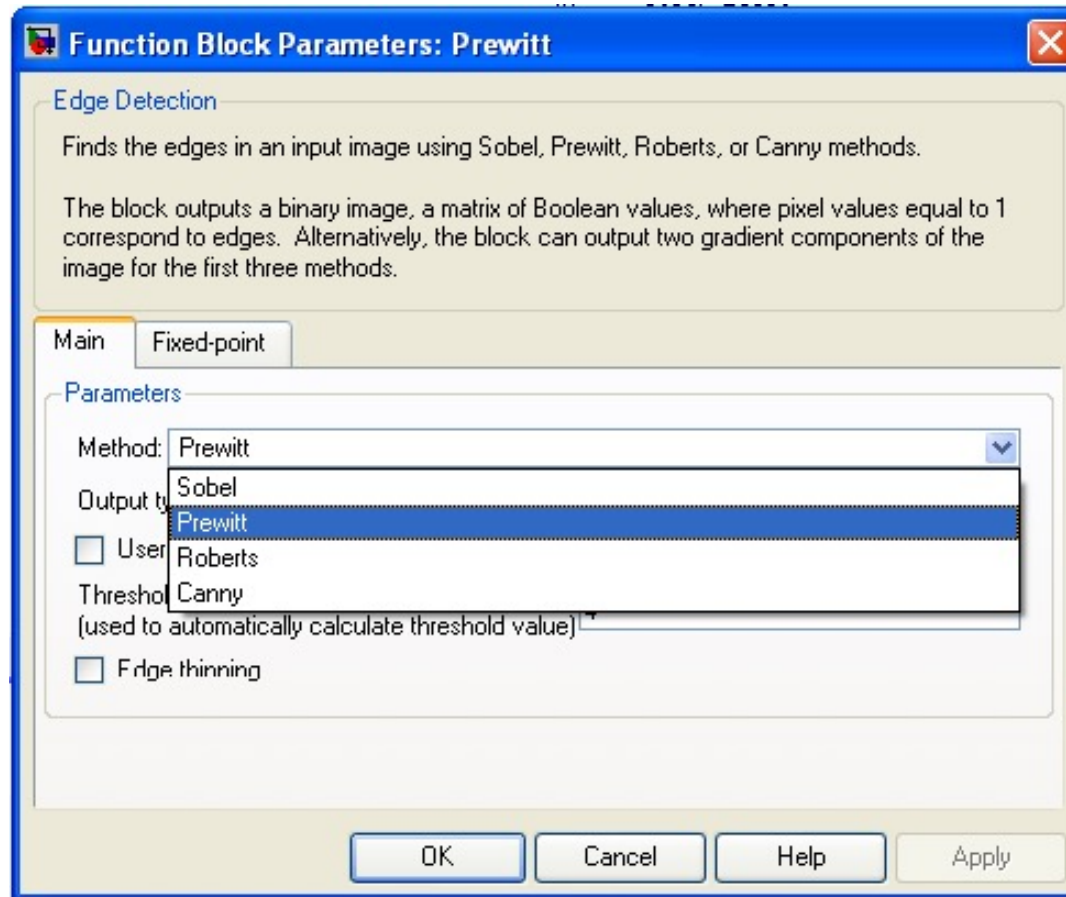 Function Block Parameters: Prewitt
Edge Detection
Finds the edges in an input image using Sobel, Prewitt, Roberts, or Canny methods.
The block outputs a binary image, a matrix of Boolean values, where pixel values equal to 1
correspond to edges. Alternatively, the block can output two gradient components of the
image for the first three methods.
Main
Fixed-point
Parameters
Method: Prewitt
Sobel
Output
Prewitt
User
Roberts
Canny
(used to automatically calculate threshold value)
Edge thinning
OK
Cancel
Help
Apply